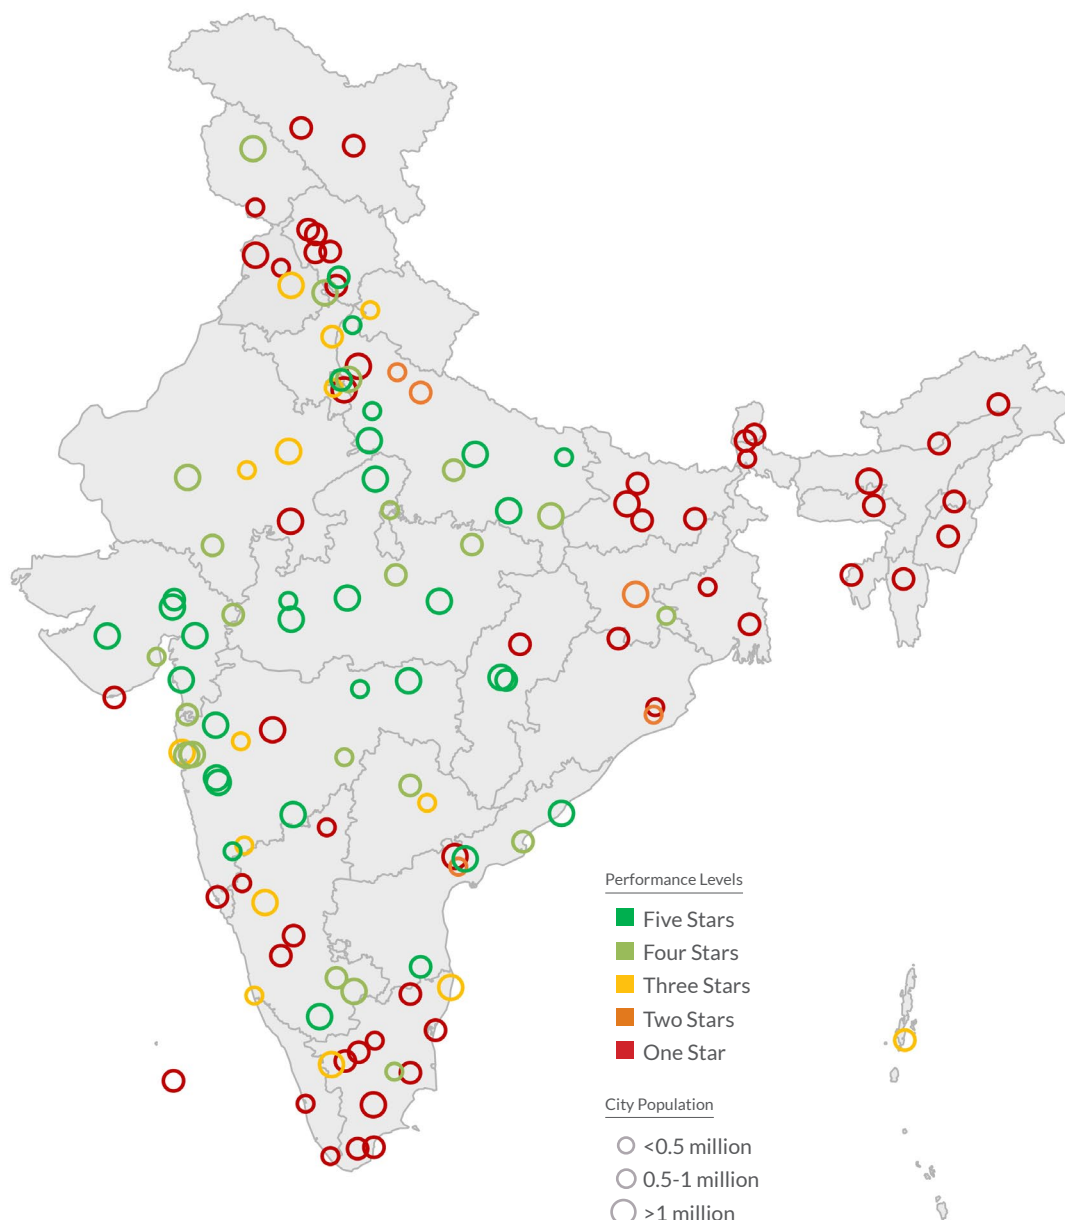 Performance Levels
Five Stars
Four Stars
Three Stars
Two Stars
One Star
City Population
<0.5 million
0.5-1 million
>1 million